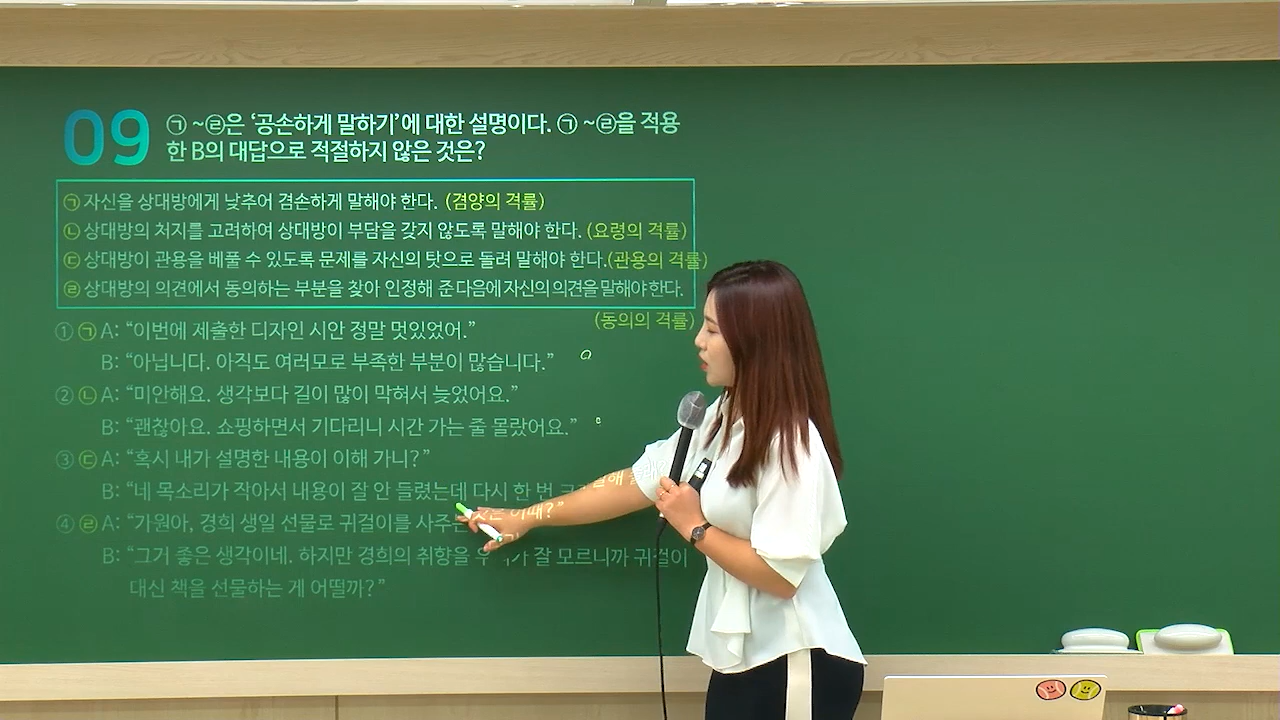 09 ㉠ ~㉣은 ‘공손하게 말하기’에 대한 설명이다. ㉠ ~㉣을 적용
한 B의 대답으로 적절하지 않은 것은?
㉠ 자신을 상대방에게 낮추어 겸손하게 말해야 한다. (겸양의 격률)
㉡ 상대방의 처지를 고려하여 상대방이 부담을 갖지 않도록 말해야 한다. (요령의 격률)
㉢ 상대방이 관용을 베풀 수 있도록 문제를 자신의 탓으로 돌려 말해야 한다.(관용의 격률)
㉣ 상대방의 의견에서 동의하는 부분을 찾아 인정해 준 다음에 자신의 의견을 말해야 한다.
(동의의 격률)
① ㉠ A: “이번에 제출한 디자인 시안 정말 멋있었어.”
B: “아닙니다. 아직도 여러모로 부족한 부분이 많습니다.”
② ㉡ A: “미안해요. 생각보다 길이 많이 막혀서 늦었어요.”
B: “괜찮아요. 쇼핑하면서 기다리니 시간 가는 줄 몰랐어요.”
③ ㉢ A: “혹시 내가 설명한 내용이 이해 가니?”
B: “네 목소리가 작아서 내용이 잘 안 들렸는데 다시 한 번
④ ㉣ A: “가원아, 경희 생일 선물로 귀걸이를 사주는 것은 어때?”
B: “그거 좋은 생각이네. 하지만 경희의 취향을 우리가 잘 모르니까 귀걸이
대신 책을 선물하는 게 어떨까?”